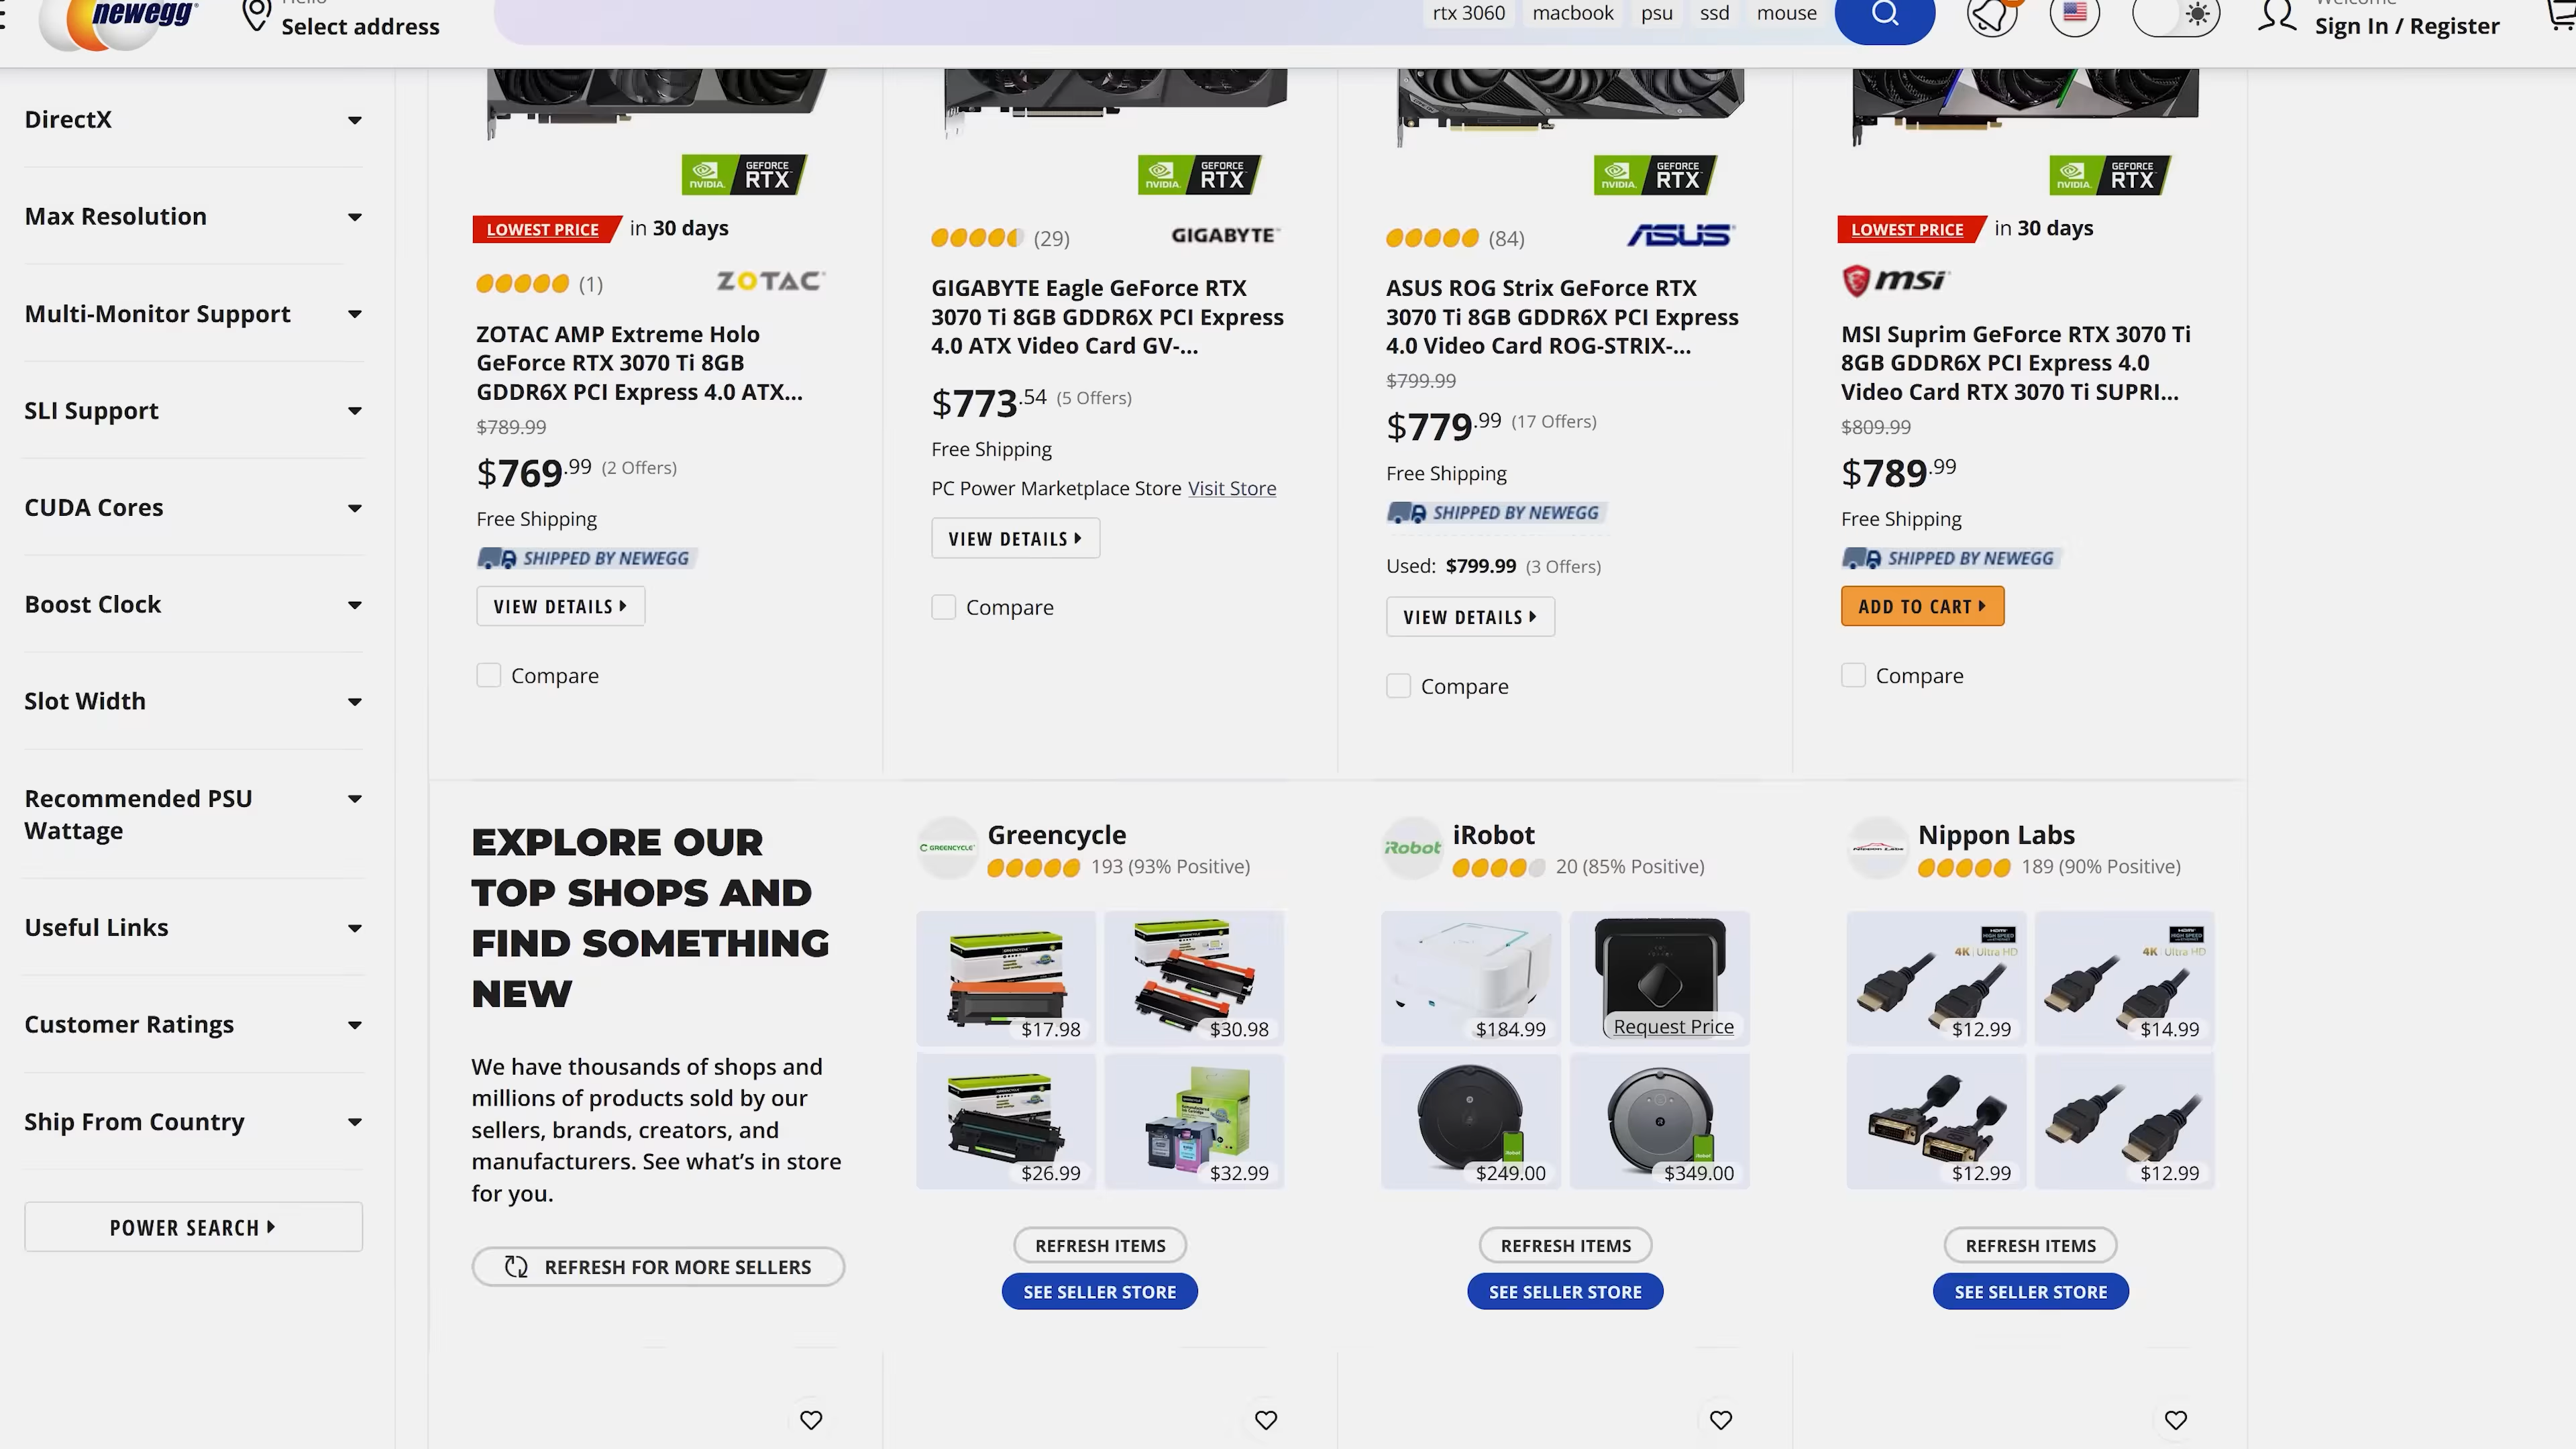 newegg
Select address
rtx 3060
macbook
psu
ssd
mouse
Sign In / Register
DirectX
Max Resolution
Multi-Monitor Support
SLI Support
CUDA Cores
Boost Clock
Slot Width
Recommended PSU
Wattage
Useful Links
Customer Ratings
Ship From Country
POWER SEARCH
NVIDIA. GEFORCE RTX
LOWEST PRICE in 30 days
(1) ZOTAC
ZOTAC AMP Extreme Holo
GeForce RTX 3070 Ti 8GB
GDDR6X PCI Express 4.0 ATX...
$789.99
$769.99 (2 Offers)
Free Shipping
SHIPPED BY NEWEGG
VIEW DETAILS
Compare
NVIDIA. GEFORCE RTX
(29) GIGABYTE
GIGABYTE Eagle GeForce RTX
3070 Ti 8GB GDDR6X PCI Express
4.0 ATX Video Card GV-...
$773.54 (5 Offers)
Free Shipping
PC Power Marketplace Store Visit Store
VIEW DETAILS
Compare
NVIDIA. GEFORCE RTX
(84) ASUS
ASUS ROG Strix GeForce RTX
3070 Ti 8GB GDDR6X PCI Express
4.0 Video Card ROG-STRIX-...
$799.99
$779.99 (17 Offers)
Free Shipping
SHIPPED BY NEWEGG
Used: $799.99 (3 Offers)
VIEW DETAILS
Compare
NVIDIA. GEFORCE RTX
LOWEST PRICE in 30 days
msi
MSI Suprim GeForce RTX 3070 Ti
8GB GDDR6X PCI Express 4.0
Video Card RTX 3070 Ti SUPRI...
$809.99
$789.99
Free Shipping
SHIPPED BY NEWEGG
ADD TO CART
Compare
EXPLORE OUR
TOP SHOPS AND
FIND SOMETHING
NEW
We have thousands of shops and
millions of products sold by our
sellers, brands, creators, and
manufacturers. See what's in store
for you.
REFRESH FOR MORE SELLERS
GREENCYCLE
Greencycle
193 (93% Positive)
$17.98
$30.98
$26.99
$32.99
REFRESH ITEMS
SEE SELLER STORE
iRobot
iRobot
20 (85% Positive)
$184.99
Request Price
$249.00
$349.00
REFRESH ITEMS
SEE SELLER STORE
Nippon Labs
Nippon Labs
189 (90% Positive)
HDMI
HIGH SPEED
4K Ultra HD
$12.99
HDMI
HIGH SPEED
4K Ultra HD
$14.99
$12.99
$12.99
REFRESH ITEMS
SEE SELLER STORE